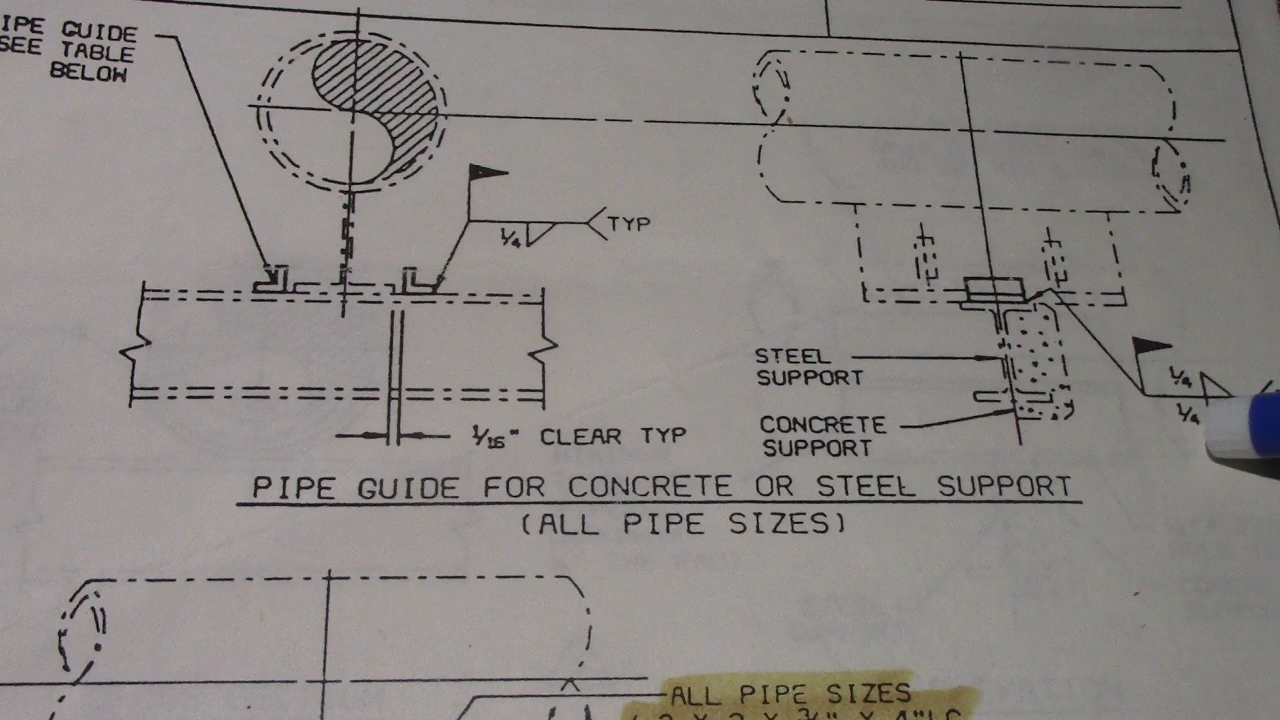 IPE GUIDE
SEE TABLE
BELOW
1/4 TYP
STEEL
SUPPORT
CONCRETE
SUPPORT
1/4
1/4
1/16" CLEAR TYP
PIPE GUIDE FOR CONCRETE OR STEEL SUPPORT
(ALL PIPE SIZES)
ALL PIPE SIZES